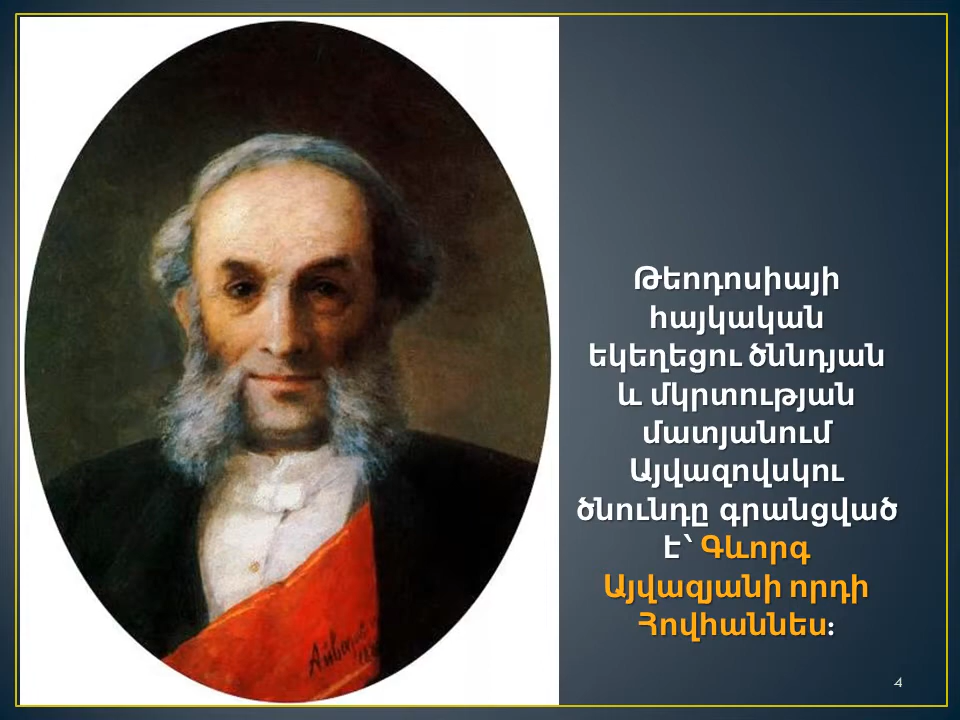 Թեոդոսիայի
հայկական
եկեղեցու ծննդյան
և մկրտության
մատյանում
Այվազովսկու
ծնունդը գրանցված
է՝ Գևորգ
Այվազյանի որդի
Հովհաննես։
4